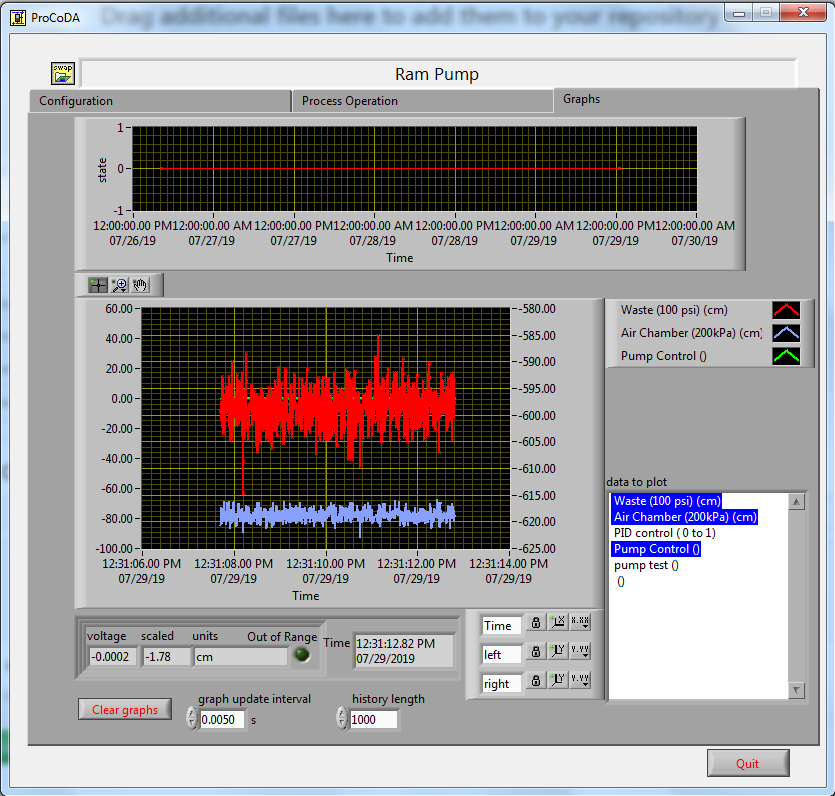 ProCoDA
Drag additional files here to add them to your repository
swap
Ram Pump
Configuration
Process Operation
Graphs
state
1
0
-1
12:00:00.00 PM 12:00:00.00 AM 12:00:00.00 PM 12:00:00.00 AM 12:00:00.00 PM 12:00:00.00 AM 12:00:00.00 PM 12:00:00.00 AM
07/26/19 07/27/19 07/27/19 07/28/19 07/28/19 07/29/19 07/29/19 07/30/19
Time
60.00
40.00
20.00
0.00
-20.00
-40.00
-60.00
-80.00
-100.00
-580.00
-585.00
-590.00
-595.00
-600.00
-605.00
-610.00
-615.00
-620.00
-625.00
12:31:06.00 PM 12:31:08.00 PM 12:31:10.00 PM 12:31:12.00 PM 12:31:14.00 PM
07/29/19 07/29/19 07/29/19 07/29/19 07/29/19
Time
Waste (100 psi) (cm)
Air Chamber (200kPa) (cm)
Pump Control ()
data to plot
Waste (100 psi) (cm)
Air Chamber (200kPa) (cm)
PID control ( 0 to 1)
Pump Control ()
pump test ()
()
voltage scaled units Out of Range
-0.0002 -1.78 cm
Time
12:31:12.82 PM
07/29/2019
Time X.XX
left Y.YY
right Y.YY
Clear graphs
graph update interval
0.0050 s
history length
1000
Quit